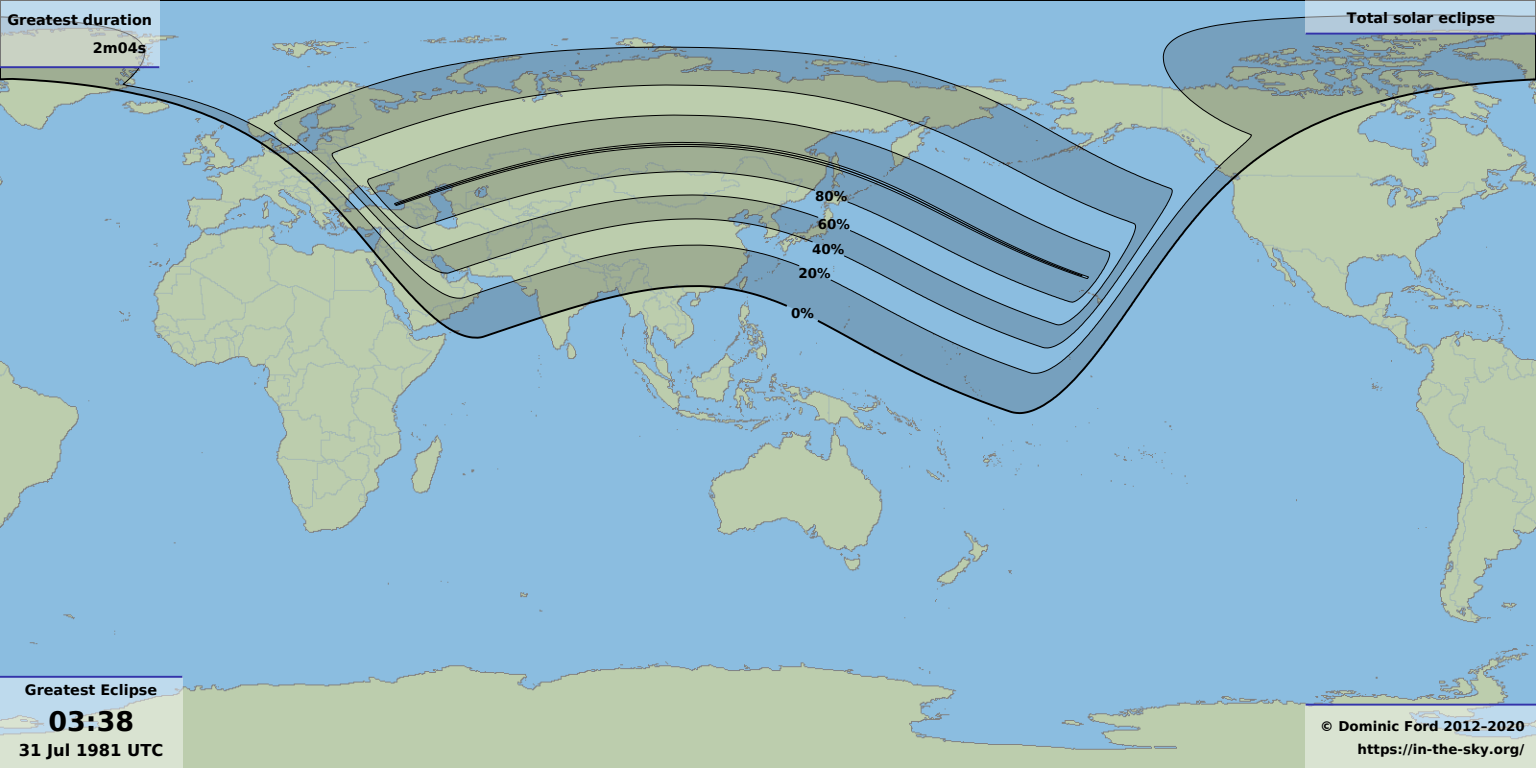 Greatest duration
2m04s
Total solar eclipse
80%
60%
40%
20%
0%
Greatest Eclipse
03:38
31 Jul 1981 UTC
© Dominic Ford 2012–2020
https://in-the-sky.org/